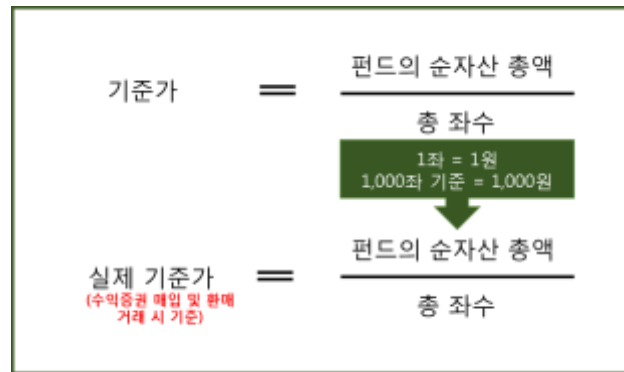 펀드의 순자산 총액
기준가 =
총 좌수
1좌 = 1원
1,000좌 기준 = 1,000원
펀드의 순자산 총액
실제 기준가 =
(수익증권 매입 및 환매
거래 시 기준)
총 좌수